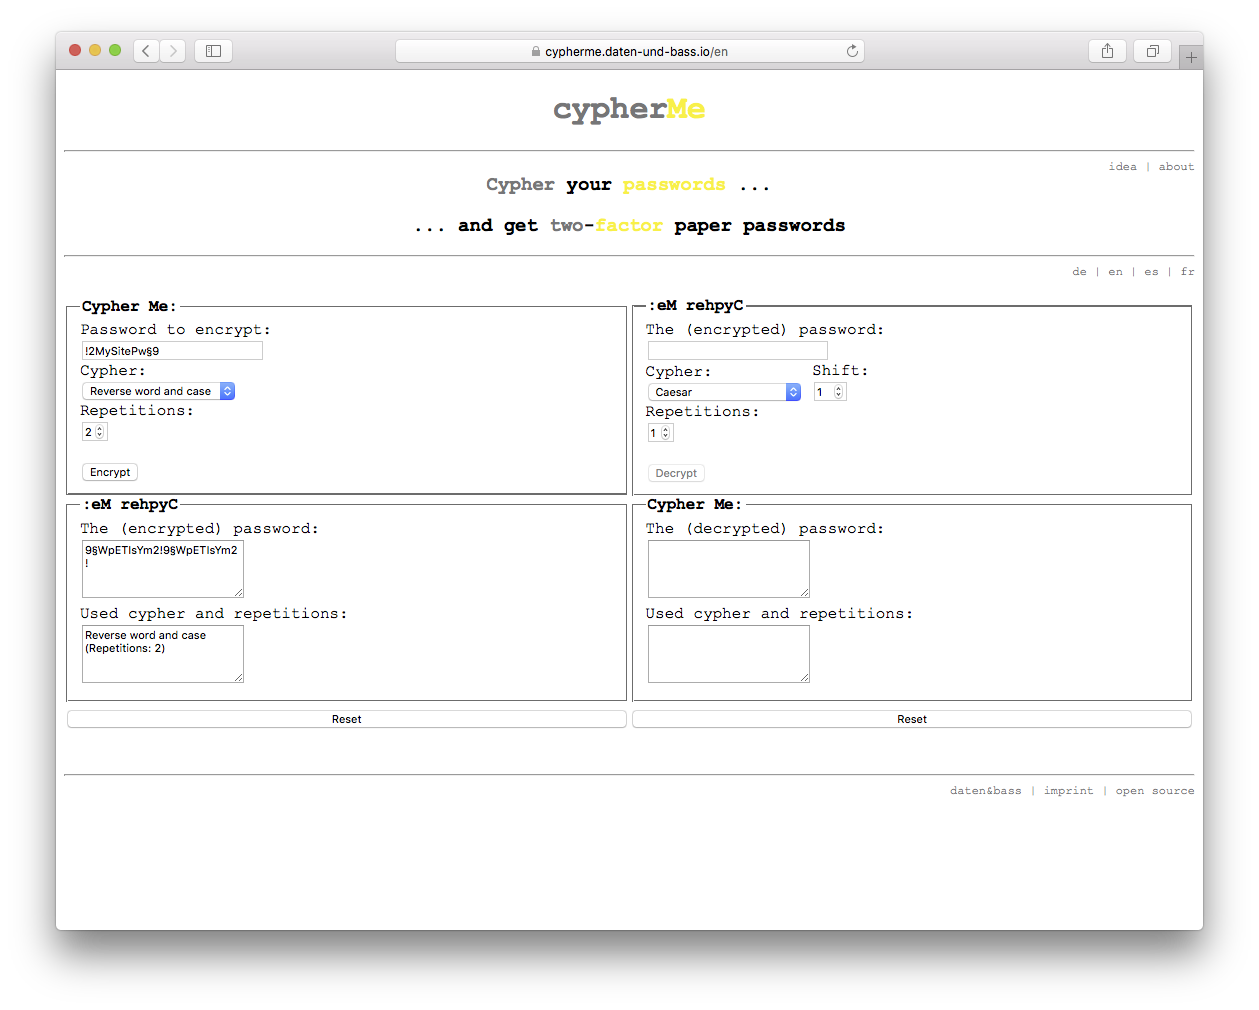 cypherme.daten-und-bass.io/en
cypherMe
idea | about
Cypher your passwords ...
... and get two-factor paper passwords
de | en | es | fr
Cypher Me:
Password to encrypt:
!2MySitePw§9
Cypher:
Reverse word and case
Repetitions:
2
Encrypt
:eM rehpyC
The (encrypted) password:
Cypher: Shift:
Caesar 1
Repetitions:
1
Decrypt
:eM rehpyC
The (encrypted) password:
9§WpETIsYm2!9§WpETIsYm2
!
Used cypher and repetitions:
Reverse word and case
(Repetitions: 2)
Reset
Cypher Me:
The (decrypted) password:
Used cypher and repetitions:
Reset
daten&bass | imprint | open source